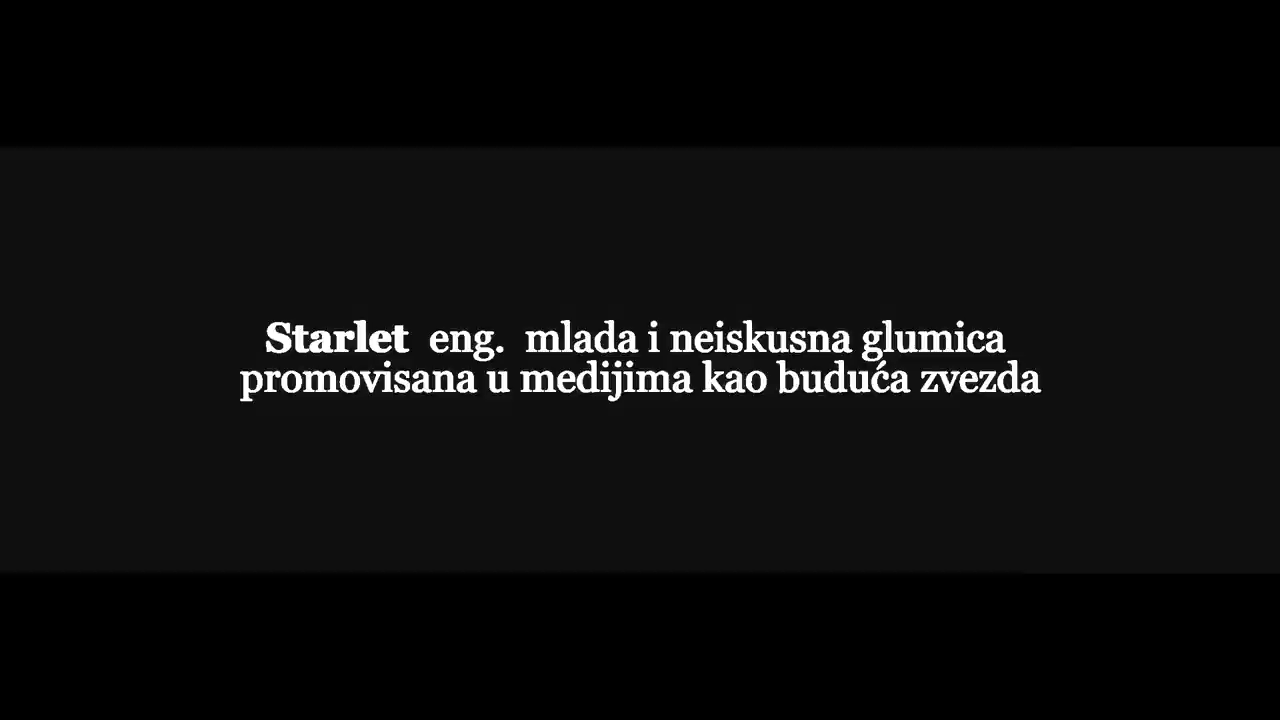 Starlet eng. mlada i neiskusna glumica
promovisana u medijima kao buduća zvezda